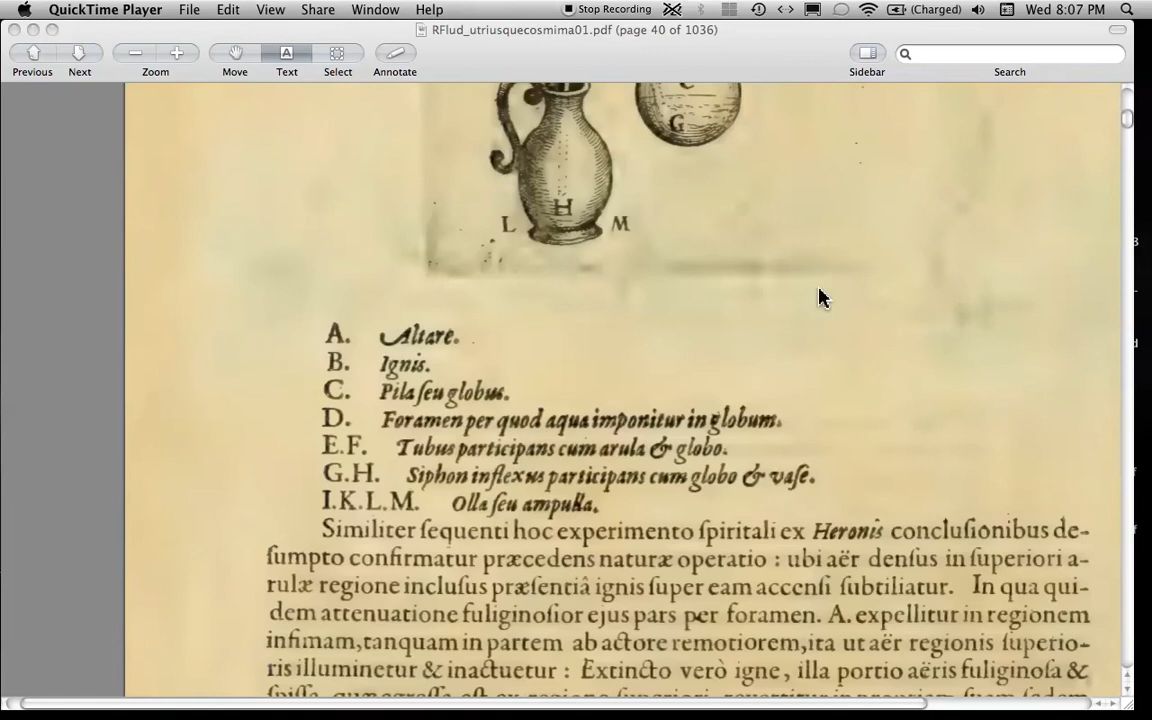 QuickTime Player File Edit View Share Window Help Stop Recording (Charged) Wed 8:07 PM
RFlud_utriusquecosmima01.pdf (page 40 of 1036)
Previous Next Zoom Move Text Select Annotate Sidebar Search
G
H
L M
A. Altare.
B. Ignis.
C. Pila ſeu globus.
D. Foramen per quod aqua imponitur in globum.
E.F. Tubus participans cum arula & globo.
G.H. Siphon inflexus participans cum globo & vaſe.
I.K.L.M. Olla ſeu ampulla.
Similiter ſequenti hoc experimento ſpiritali ex Heronis concluſionibus de-
ſumpto confirmatur præcedens naturæ operatio : ubi aër denſus in ſuperiori a-
rulæ regione incluſus præſentiâ ignis ſuper eam accenſi ſubtiliatur. In qua qui-
dem attenuatione fuliginoſior ejus pars per foramen. A. expellitur in regionem
infimam, tanquam in partem ab actore remotiorem, ita ut aër regionis ſuperio-
ris illuminetur & inactuetur : Extincto verò igne, illa portio aëris fuliginoſa &